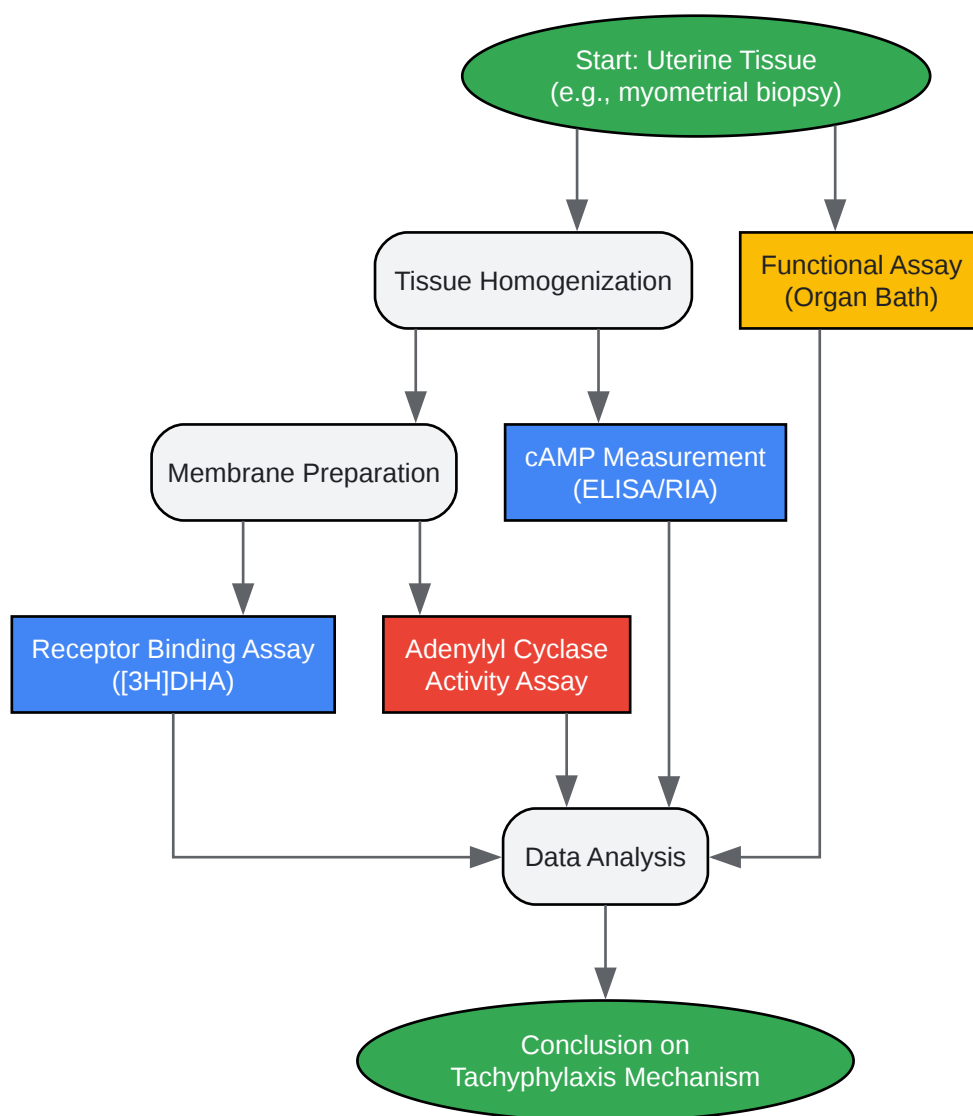 Start: Uterine Tissue
(e.g., myometrial biopsy)
Tissue Homogenization
Functional Assay
(Organ Bath)
Membrane Preparation
cAMP Measurement
(ELISA/RIA)
Receptor Binding Assay
([3H]DHA)
Adenylyl Cyclase
Activity Assay
Data Analysis
Conclusion on
Tachyphylaxis Mechanism